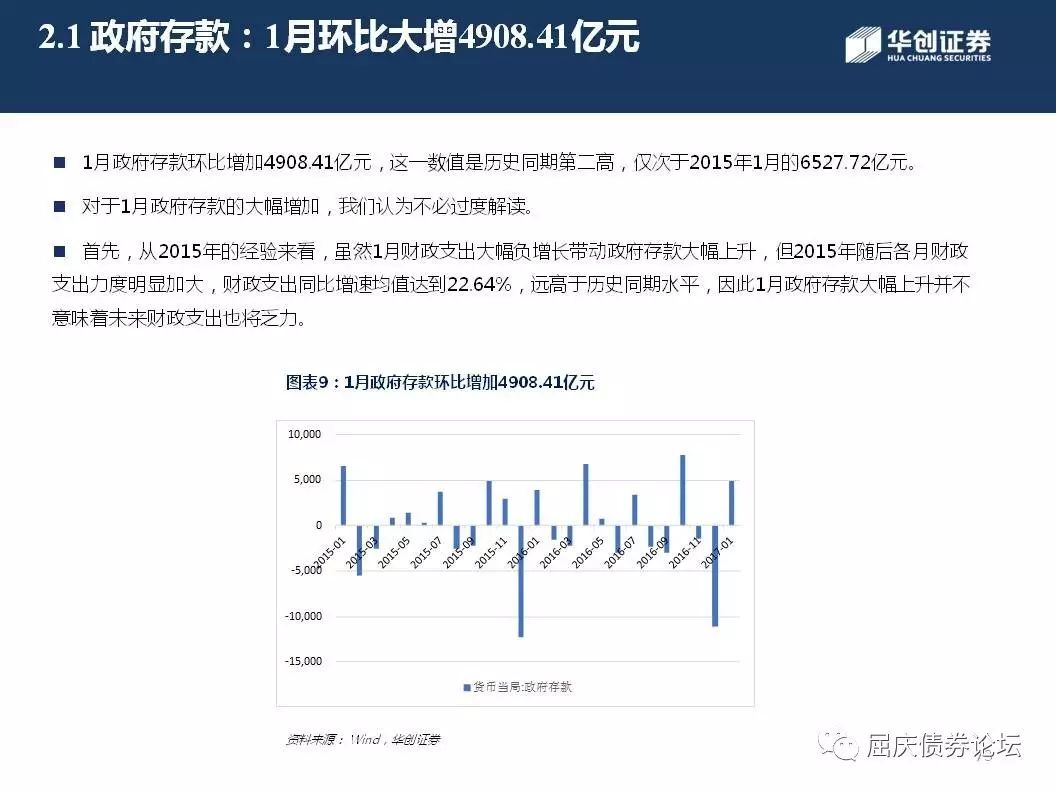 2.1 政府存款：1月环比大增4908.41亿元
华创证券
HUA CHUANG SECURITIES
1月政府存款环比增加4908.41亿元，这一数值是历史同期第二高，仅次于2015年1月的6527.72亿元。
对于1月政府存款的大幅增加，我们认为不必过度解读。
首先，从2015年的经验来看，虽然1月财政支出大幅负增长带动政府存款大幅上升，但2015年随后各月财政
支出力度明显加大，财政支出同比增速均值达到22.64%，远高于历史同期水平，因此1月政府存款大幅上升并不
意味着未来财政支出也将乏力。
图表9：1月政府存款环比增加4908.41亿元
10,000
5,000
0
-5,000
-10,000
-15,000
2015-01
2015-03
2015-05
2015-07
2015-09
2015-11
2016-01
2016-03
2016-05
2016-07
2016-09
2016-11
2017-01
货币当局:政府存款
资料来源：Wind，华创证券
屈庆债券论坛